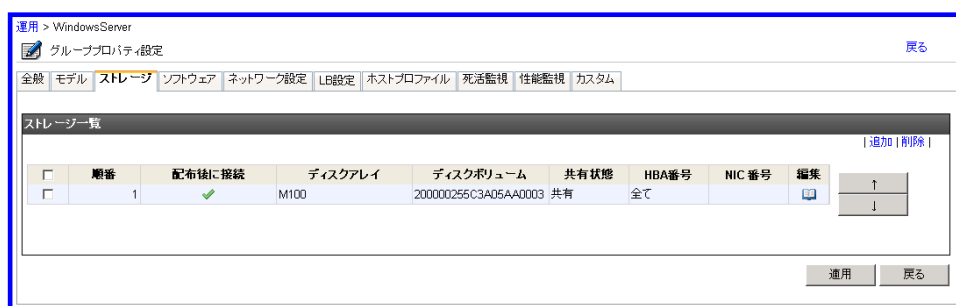 運用 > WindowsServer
グループプロパティ設定 戻る
全般 モデル ストレージ ソフトウェア ネットワーク設定 LB設定 ホストプロファイル 死活監視 性能監視 カスタム
ストレージ一覧
| 追加 | 削除 |
順番 配布後に接続 ディスクアレイ ディスクボリューム 共有状態 HBA番号 NIC 番号 編集
1 M100 200000255C3A05AA0003 共有 全て
↑
↓
適用 戻る